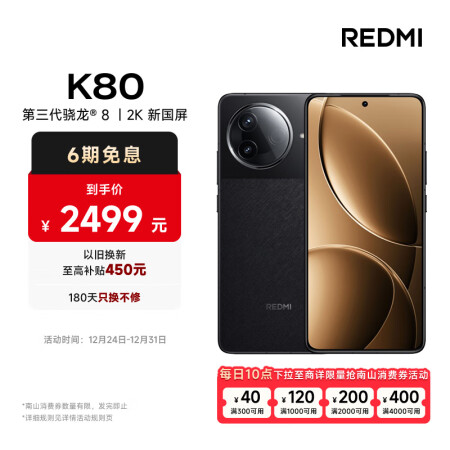 REDMI
K80
第三代骁龙® 8 | 2K 新国屏
6期免息
到手价
¥ 2499 元
以旧换新
至高补贴450元
180天只换不修
活动时间：12月24日-12月31日
REDMI
每日10点 下拉至商详限量抢南山消费券活动
¥40 ¥120 ¥200 ¥400
满300可用 满1000可用 满2000可用 满4000可用
*南山消费券数量有限，发完即止
*详细规则见详情活动规则页